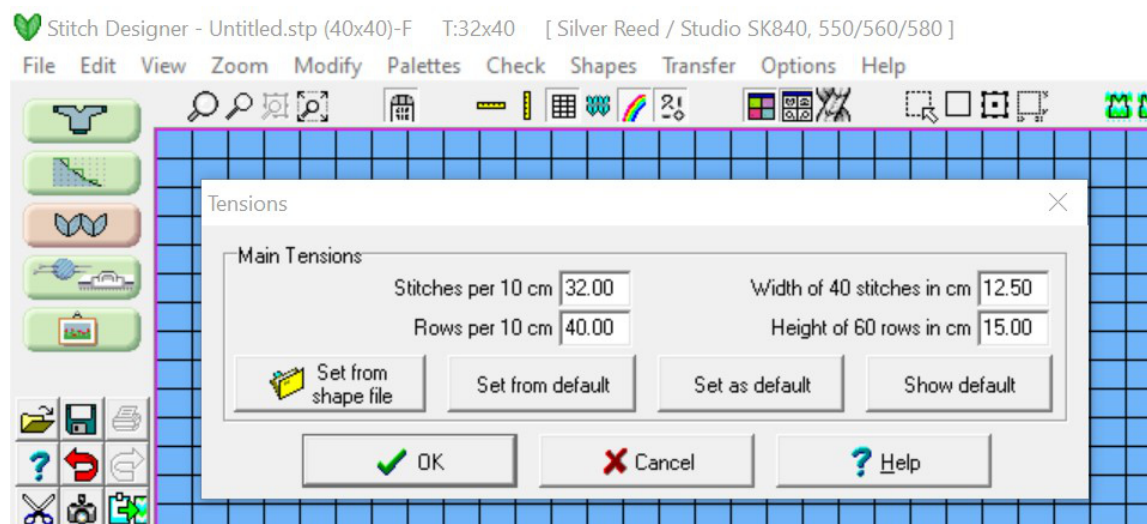 Stitch Designer - Untitled.stp (40x40)-F T:32x40 [ Silver Reed / Studio SK840, 550/560/580 ]
File Edit View Zoom Modify Palettes Check Shapes Transfer Options Help
Tensions
Main Tensions
Stitches per 10 cm 32.00 Width of 40 stitches in cm 12.50
Rows per 10 cm 40.00 Height of 60 rows in cm 15.00
Set from
shape file
Set from default Set as default Show default
OK Cancel Help